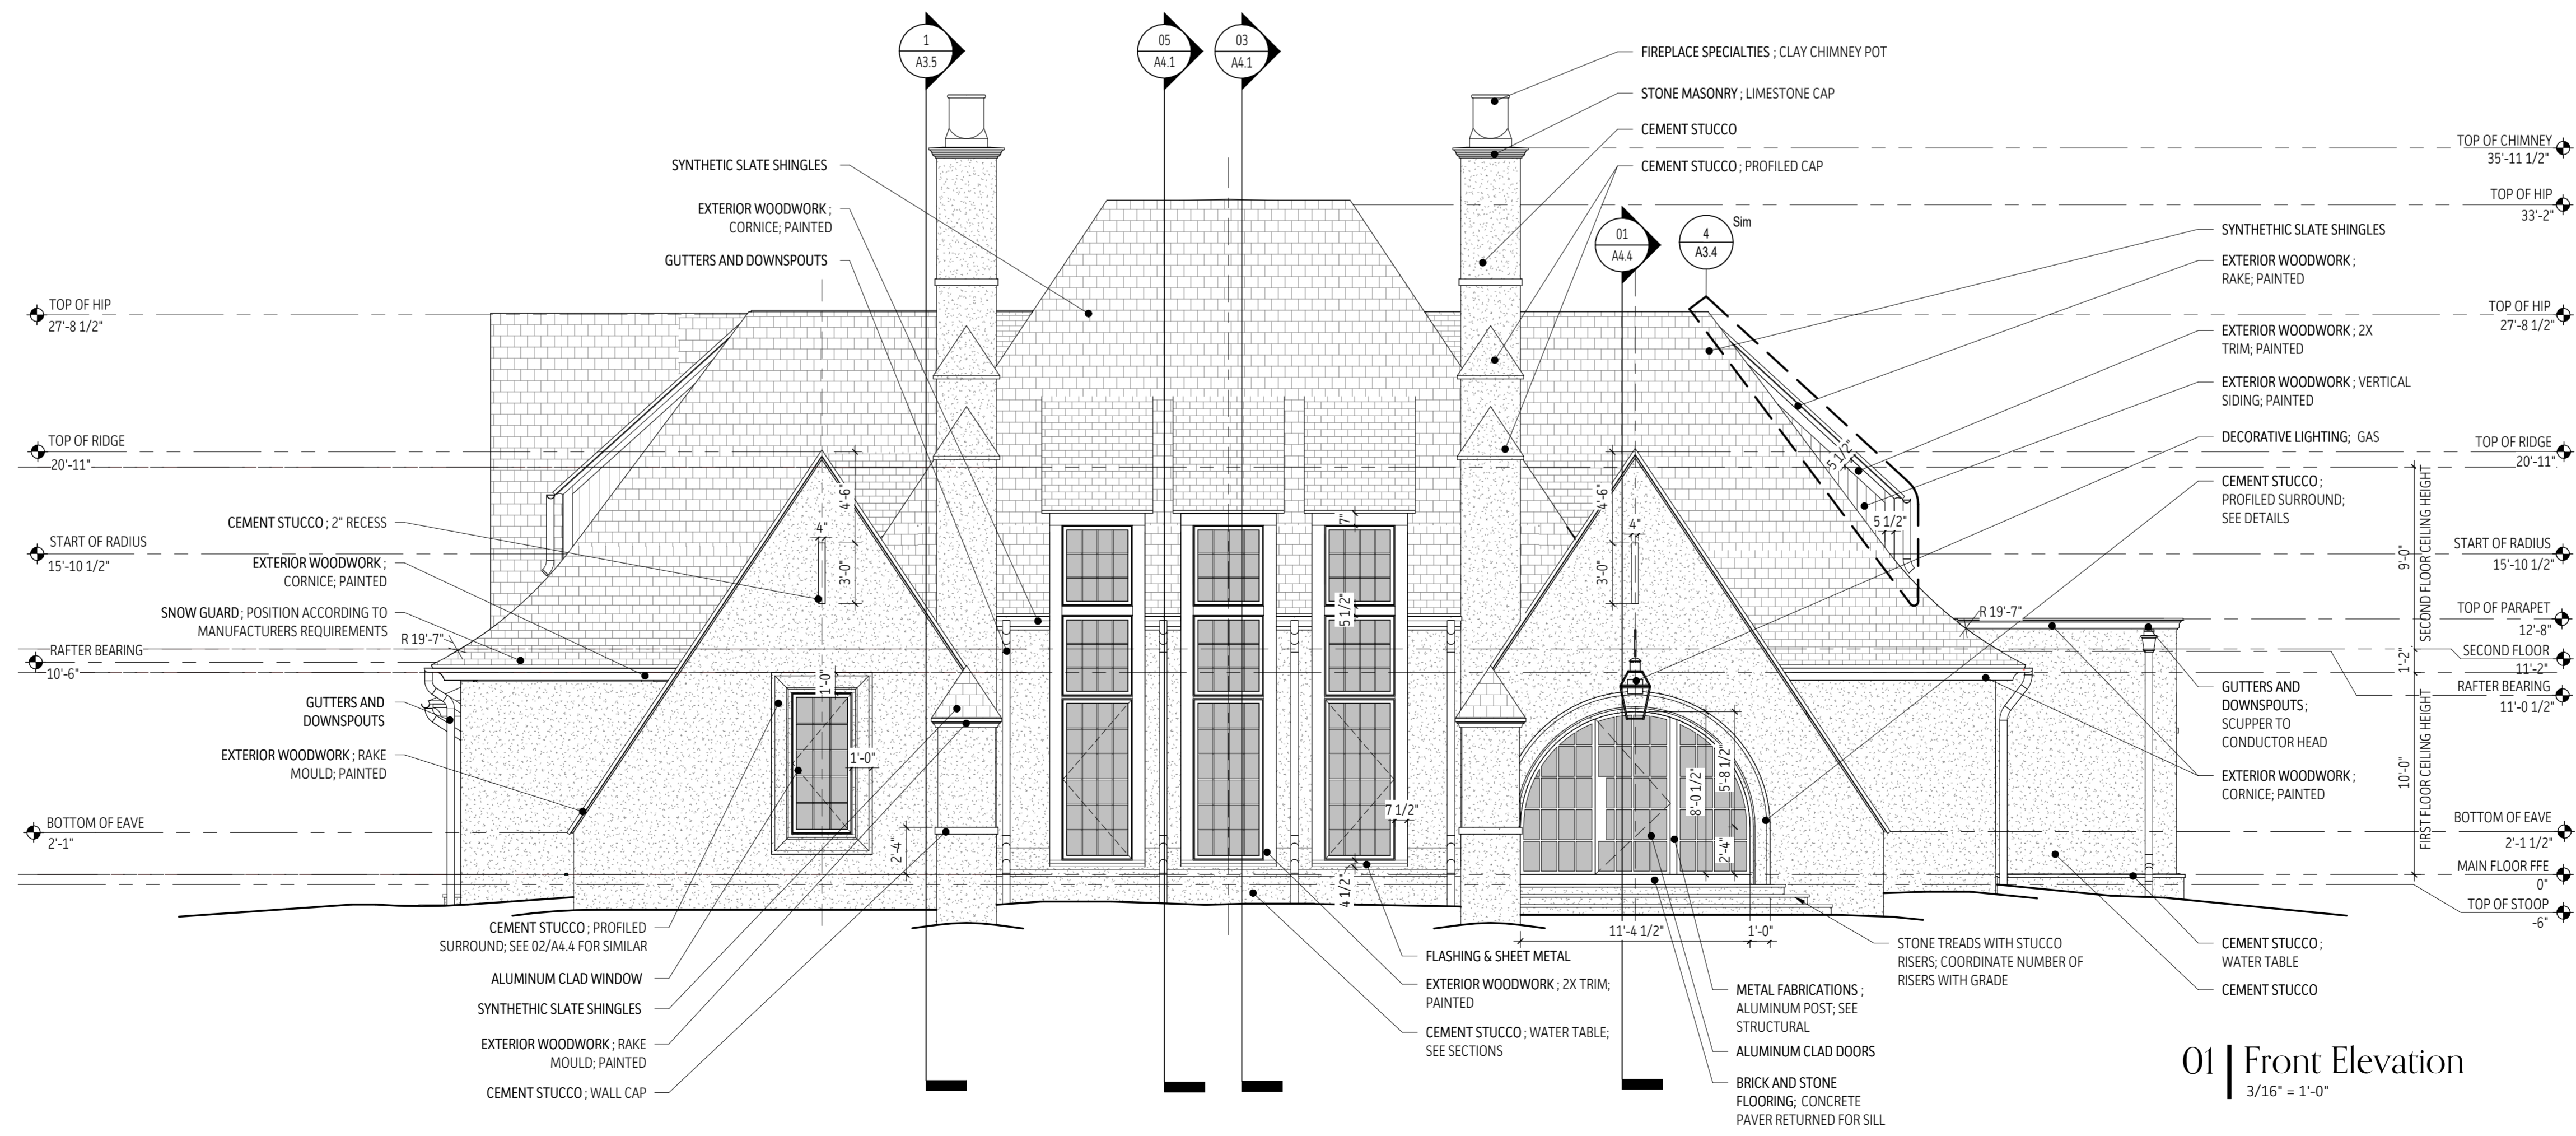 1
A3.5
05
A4.1
03
A4.1
FIREPLACE SPECIALTIES ; CLAY CHIMNEY POT
STONE MASONRY ; LIMESTONE CAP
CEMENT STUCCO
CEMENT STUCCO ; PROFILED CAP
SYNTHETIC SLATE SHINGLES
EXTERIOR WOODWORK ;
CORNICE; PAINTED
GUTTERS AND DOWNSPOUTS
01
A4.4
4
A3.4
Sim
TOP OF CHIMNEY
35'-11 1/2"
TOP OF HIP
33'-2"
SYNTHETHIC SLATE SHINGLES
EXTERIOR WOODWORK ;
RAKE; PAINTED
TOP OF HIP
27'-8 1/2"
EXTERIOR WOODWORK ; 2X
TRIM; PAINTED
EXTERIOR WOODWORK ; VERTICAL
SIDING; PAINTED
DECORATIVE LIGHTING; GAS
TOP OF RIDGE
20'-11"
CEMENT STUCCO ;
PROFILED SURROUND;
SEE DETAILS
START OF RADIUS
15'-10 1/2"
TOP OF PARAPET
12'-8"
SECOND FLOOR
11'-2"
RAFTER BEARING
11'-0 1/2"
GUTTERS AND
DOWNSPOUTS ;
SCUPPER TO
CONDUCTOR HEAD
EXTERIOR WOODWORK ;
CORNICE; PAINTED
BOTTOM OF EAVE
2'-1 1/2"
MAIN FLOOR FFE
0"
TOP OF STOOP
-6"
9'-0"
SECOND FLOOR CEILING HEIGHT
1'-2"
10'-0"
FIRST FLOOR CEILING HEIGHT
TOP OF HIP
27'-8 1/2"
TOP OF RIDGE
20'-11"
CEMENT STUCCO ; 2" RECESS
START OF RADIUS
15'-10 1/2"
EXTERIOR WOODWORK ;
CORNICE; PAINTED
SNOW GUARD ; POSITION ACCORDING TO
MANUFACTURERS REQUIREMENTS
R 19'-7"
RAFTER BEARING
10'-6"
GUTTERS AND
DOWNSPOUTS
EXTERIOR WOODWORK ; RAKE
MOULD; PAINTED
BOTTOM OF EAVE
2'-1"
4'-6"
4"
3'-0"
1'-0"
1'-0"
2'-4"
7"
5 1/2"
7 1/2"
4 1/2"
4'-6"
4"
3'-0"
5 1/2"
5 1/2"
R 19'-7"
8'-0 1/2"
5'-8 1/2"
2'-4"
11'-4 1/2"
1'-0"
CEMENT STUCCO ; PROFILED
SURROUND; SEE 02/A4.4 FOR SIMILAR
ALUMINUM CLAD WINDOW
SYNTHETHIC SLATE SHINGLES
EXTERIOR WOODWORK ; RAKE
MOULD; PAINTED
CEMENT STUCCO ; WALL CAP
FLASHING & SHEET METAL
EXTERIOR WOODWORK ; 2X TRIM;
PAINTED
CEMENT STUCCO ; WATER TABLE;
SEE SECTIONS
STONE TREADS WITH STUCCO
RISERS; COORDINATE NUMBER OF
RISERS WITH GRADE
METAL FABRICATIONS ;
ALUMINUM POST; SEE
STRUCTURAL
ALUMINUM CLAD DOORS
BRICK AND STONE
FLOORING; CONCRETE
PAVER RETURNED FOR SILL
CEMENT STUCCO ;
WATER TABLE
CEMENT STUCCO
01 | Front Elevation
3/16" = 1'-0"